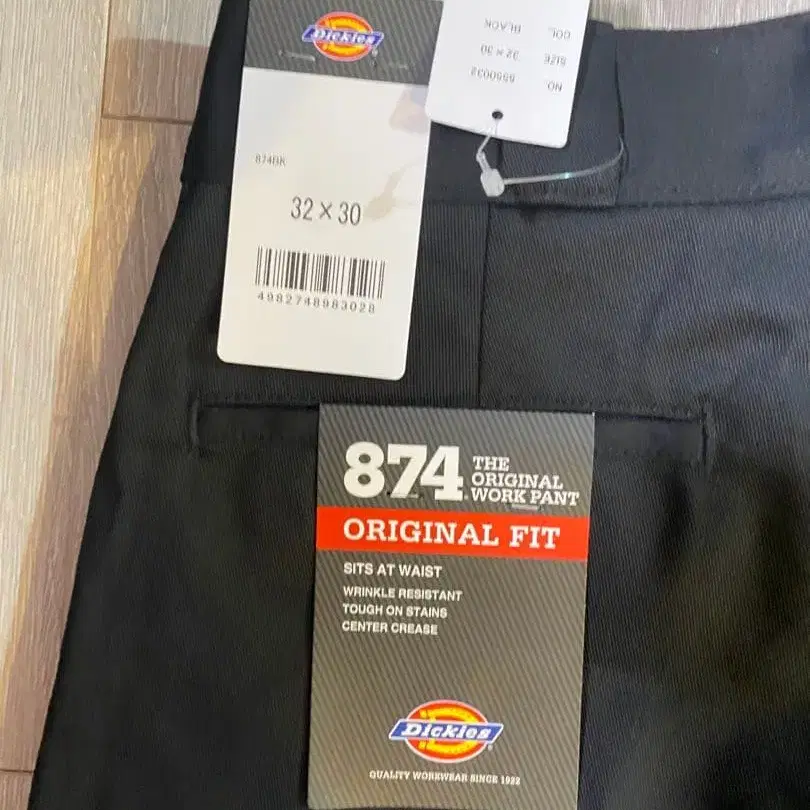 Dickies
874BK
32×30
4982748983028
NO. 5550032
SIZE 32×30
COL. BLACK
874 THE ORIGINAL WORK PANT
ORIGINAL FIT
SITS AT WAIST
WRINKLE RESISTANT
TOUGH ON STAINS
CENTER CREASE
Dickies
QUALITY WORKWEAR SINCE 1922